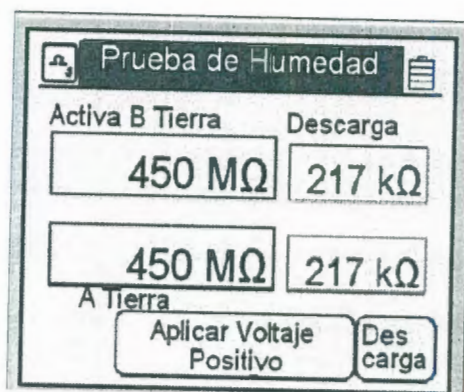 Prueba de Humedad
Activa B Tierra
Descarga
450 MΩ
217 kΩ
450 MΩ
217 kΩ
A Tierra
Aplicar Voltaje
Positivo
Des
carga